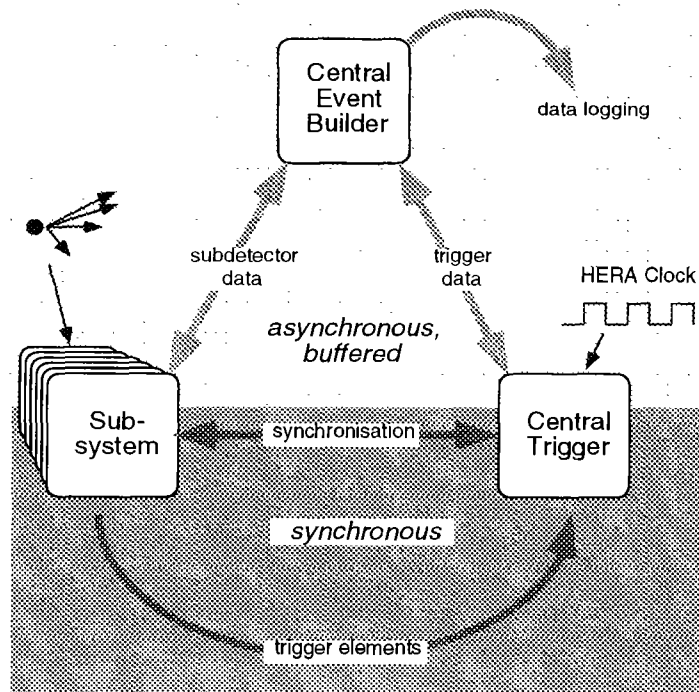 Central
Event
Builder
data logging
subdetector
data
trigger
data
HERA Clock
asynchronous,
buffered
Sub-
system
synchronisation
Central
Trigger
synchronous
trigger elements